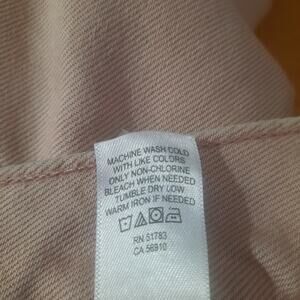 MACHINE WASH COLD
WITH LIKE COLORS
ONLY NON-CHLORINE
BLEACH WHEN NEEDED
TUMBLE DRY LOW
WARM IRON IF NEEDED
RN 51783
CA 56910